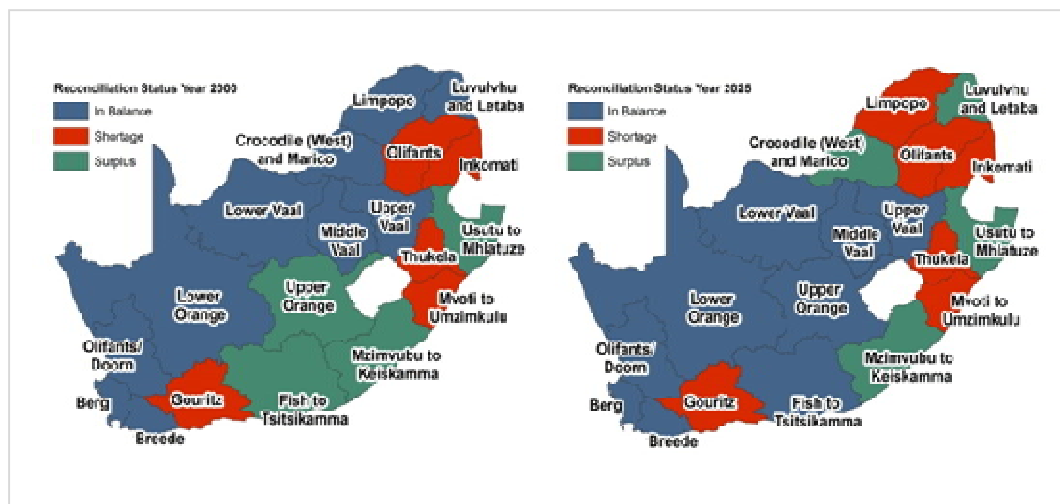 Reconciliation Status Year 2000
In Balance
Shortage
Surplus
Limpopo
Luvulvhu
and Letaba
Crocodile (West)
and Marico
Olifants
Inkomati
Lower Vaal
Upper
Vaal
Middle
Vaal
Usutu to
Mhlatuze
Thukela
Upper
Orange
Lower
Orange
Mvoti to
Umzimkulu
Olifants/
Doorn
Mzimvubu to
Keiskamma
Gouritz
Berg
Fish to
Tsitsikamma
Breede
Reconciliation Status Year 2025
In Balance
Shortage
Surplus
Limpopo
Luvulvhu
and Letaba
Crocodile (West)
and Marico
Olifants
Inkomati
Lower Vaal
Upper
Vaal
Middle
Vaal
Usutu to
Mhlatuze
Thukela
Upper
Orange
Lower
Orange
Mvoti to
Umzimkulu
Olifants/
Doorn
Mzimvubu to
Keiskamma
Gouritz
Berg
Fish to
Tsitsikamma
Breede